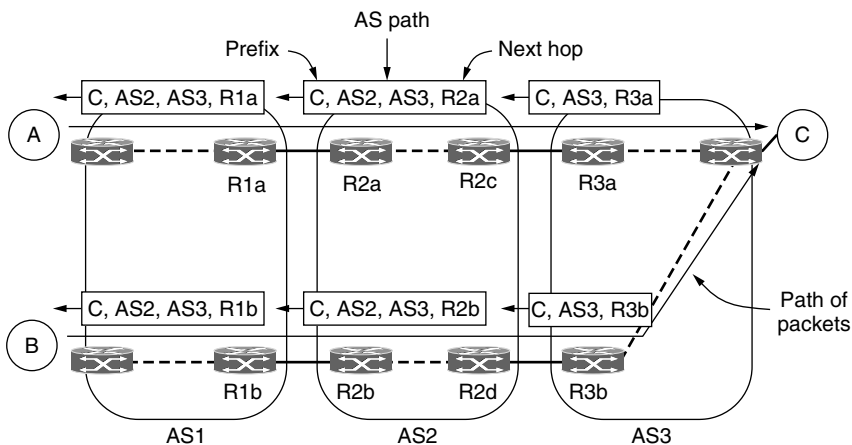 AS path
Prefix
Next hop
C, AS2, AS3, R1a
C, AS2, AS3, R2a
C, AS3, R3a
A
C
R1a
R2a
R2c
R3a
C, AS2, AS3, R1b
C, AS2, AS3, R2b
C, AS3, R3b
Path of
packets
B
R1b
R2b
R2d
R3b
AS1
AS2
AS3